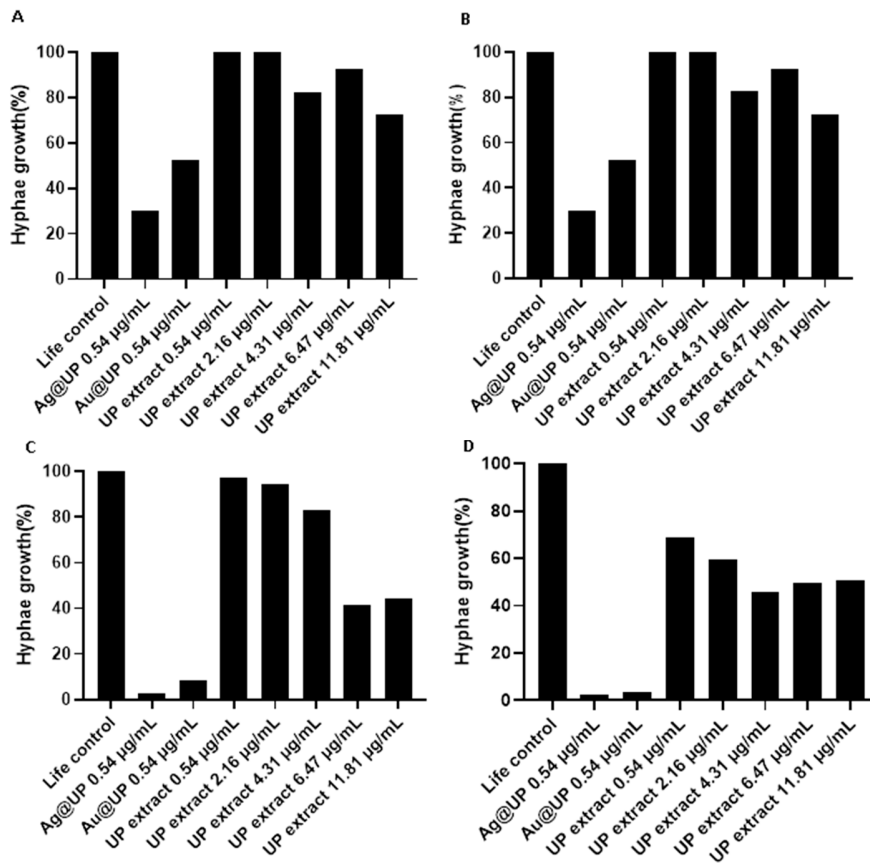 A
Hyphae growth(%)
100
80
60
40
20
0
Life control
Ag@UP 0.54 µg/mL
Au@UP 0.54 µg/mL
UP extract 0.54 µg/mL
UP extract 2.16 µg/mL
UP extract 4.31 µg/mL
UP extract 6.47 µg/mL
UP extract 11.81 µg/mL
B
Hyphae growth(%)
100
80
60
40
20
0
Life control
Ag@UP 0.54 µg/mL
Au@UP 0.54 µg/mL
UP extract 0.54 µg/mL
UP extract 2.16 µg/mL
UP extract 4.31 µg/mL
UP extract 6.47 µg/mL
UP extract 11.81 µg/mL
C
Hyphae growth(%)
100
80
60
40
20
0
Life control
Ag@UP 0.54 µg/mL
Au@UP 0.54 µg/mL
UP extract 0.54 µg/mL
UP extract 2.16 µg/mL
UP extract 4.31 µg/mL
UP extract 6.47 µg/mL
UP extract 11.81 µg/mL
D
Hyphae growth(%)
100
80
60
40
20
0
Life control
Ag@UP 0.54 µg/mL
Au@UP 0.54 µg/mL
UP extract 0.54 µg/mL
UP extract 2.16 µg/mL
UP extract 4.31 µg/mL
UP extract 6.47 µg/mL
UP extract 11.81 µg/mL